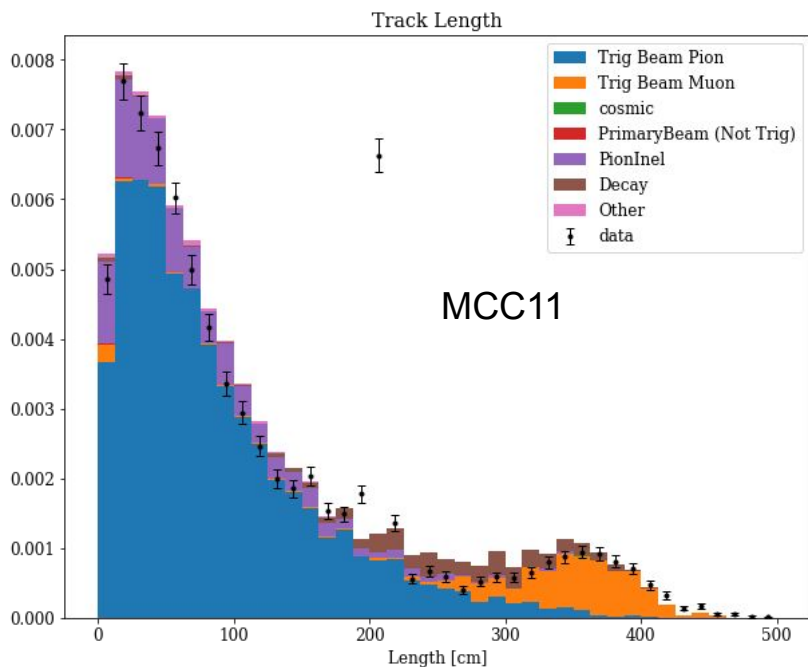 Track Length
0.008
0.007
0.006
0.005
0.004
0.003
0.002
0.001
0.000
Trig Beam Pion
Trig Beam Muon
cosmic
PrimaryBeam (Not Trig)
PionInel
Decay
Other
data
MCC11
0 100 200 300 400 500
Length [cm]